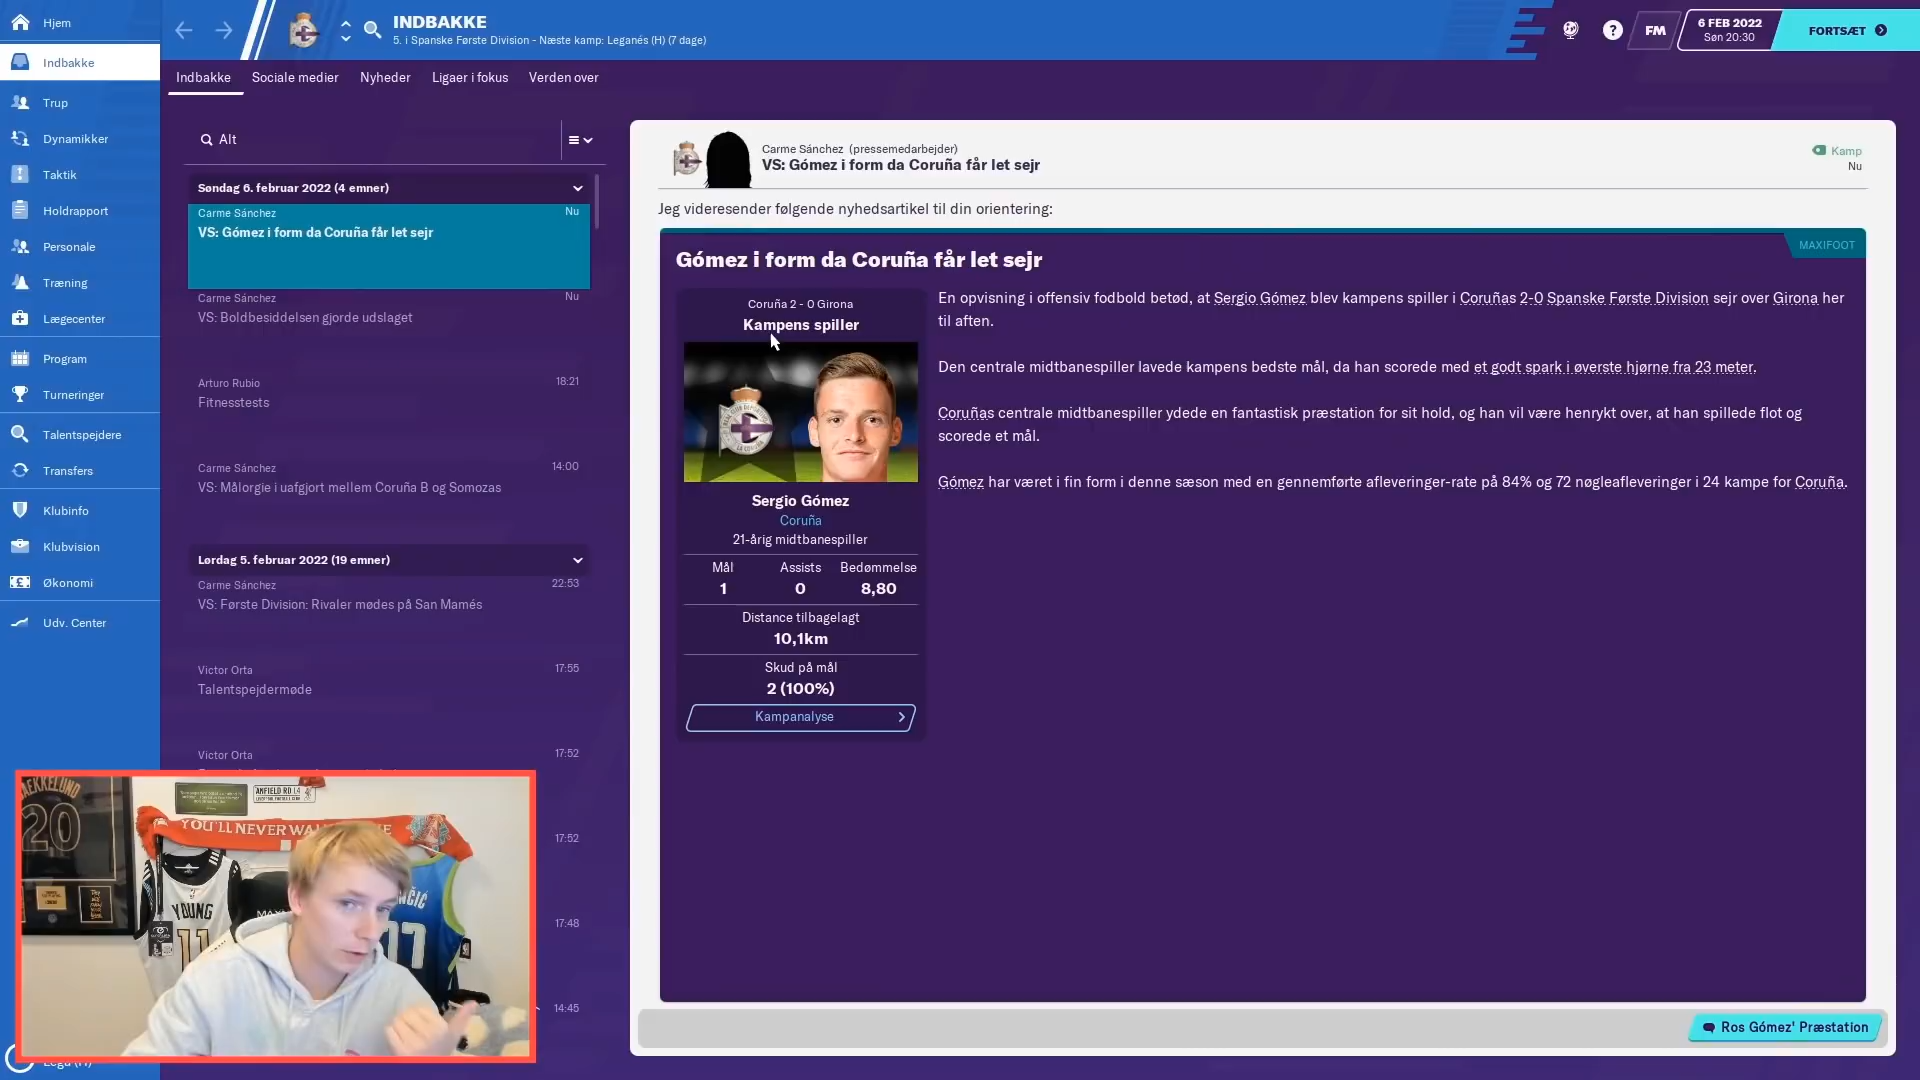 Hjem
Indbakke
Trup
Dynamikker
Taktik
Holdrapport
Personale
Træning
Lægecenter
Program
Turneringer
Talentspejdere
Transfers
Klubinfo
Klubvision
Økonomi
Udv. Center
INDBAKKE
5. i Spanske Første Division - Næste kamp: Leganés (H) (7 dage)
FM
6 FEB 2022
Søn 20:30
FORTSÆT
Indbakke
Sociale medier
Nyheder
Ligaer i fokus
Verden over
Alt
Søndag 6. februar 2022 (4 emner)
Carme Sánchez Nu
VS: Gómez i form da Coruña får let sejr
Carme Sánchez Nu
VS: Boldbesiddelsen gjorde udslaget
Arturo Rubio 18:21
Fitnesstests
Carme Sánchez 14:00
VS: Målorgie i uafgjort mellem Coruña B og Somozas
Lørdag 5. februar 2022 (19 emner)
Carme Sánchez 22:53
VS: Første Division: Rivaler mødes på San Mamés
Victor Orta 17:55
Talentspejdermøde
Victor Orta 17:52
17:52
17:48
14:45
Carme Sánchez (pressemedarbejder)
VS: Gómez i form da Coruña får let sejr
Kamp
Nu
Jeg videresender følgende nyhedsartikel til din orientering:
MAXIFOOT
Gómez i form da Coruña får let sejr
Coruña 2 - 0 Girona
Kampens spiller
Sergio Gómez
Coruña
21-årig midtbanespiller
Mål Assists Bedømmelse
1 0 8,80
Distance tilbagelagt
10,1km
Skud på mål
2 (100%)
Kampanalyse
En opvisning i offensiv fodbold betød, at Sergio Gómez blev kampens spiller i Coruñas 2-0 Spanske Første Division sejr over Girona her
til aften.
Den centrale midtbanespiller lavede kampens bedste mål, da han scorede med et godt spark i øverste hjørne fra 23 meter.
Coruñas centrale midtbanespiller ydede en fantastisk præstation for sit hold, og han vil være henrykt over, at han spillede flot og
scorede et mål.
Gómez har været i fin form i denne sæson med en gennemførte afleveringer-rate på 84% og 72 nøgleafleveringer i 24 kampe for Coruña.
Ros Gómez' Præstation
20
ANFIELD RD L4
YOU'LL NEVER WA
YOUNG
11
77